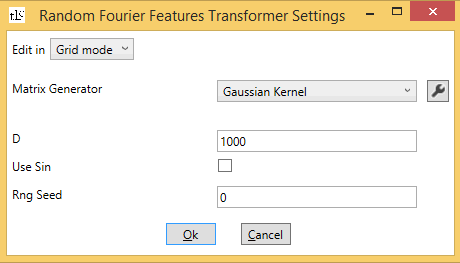 tlc Random Fourier Features Transformer Settings
Edit in Grid mode
Matrix Generator Gaussian Kernel
D 1000
Use Sin
Rng Seed 0
Ok Cancel